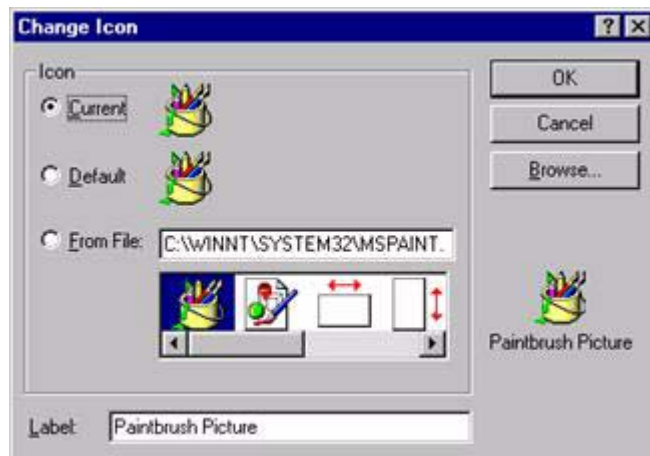 Change Icon
Icon
Current
Default
From File: C:\WINNT\SYSTEM32\MSPAINT.
OK
Cancel
Browse...
Paintbrush Picture
Label: Paintbrush Picture